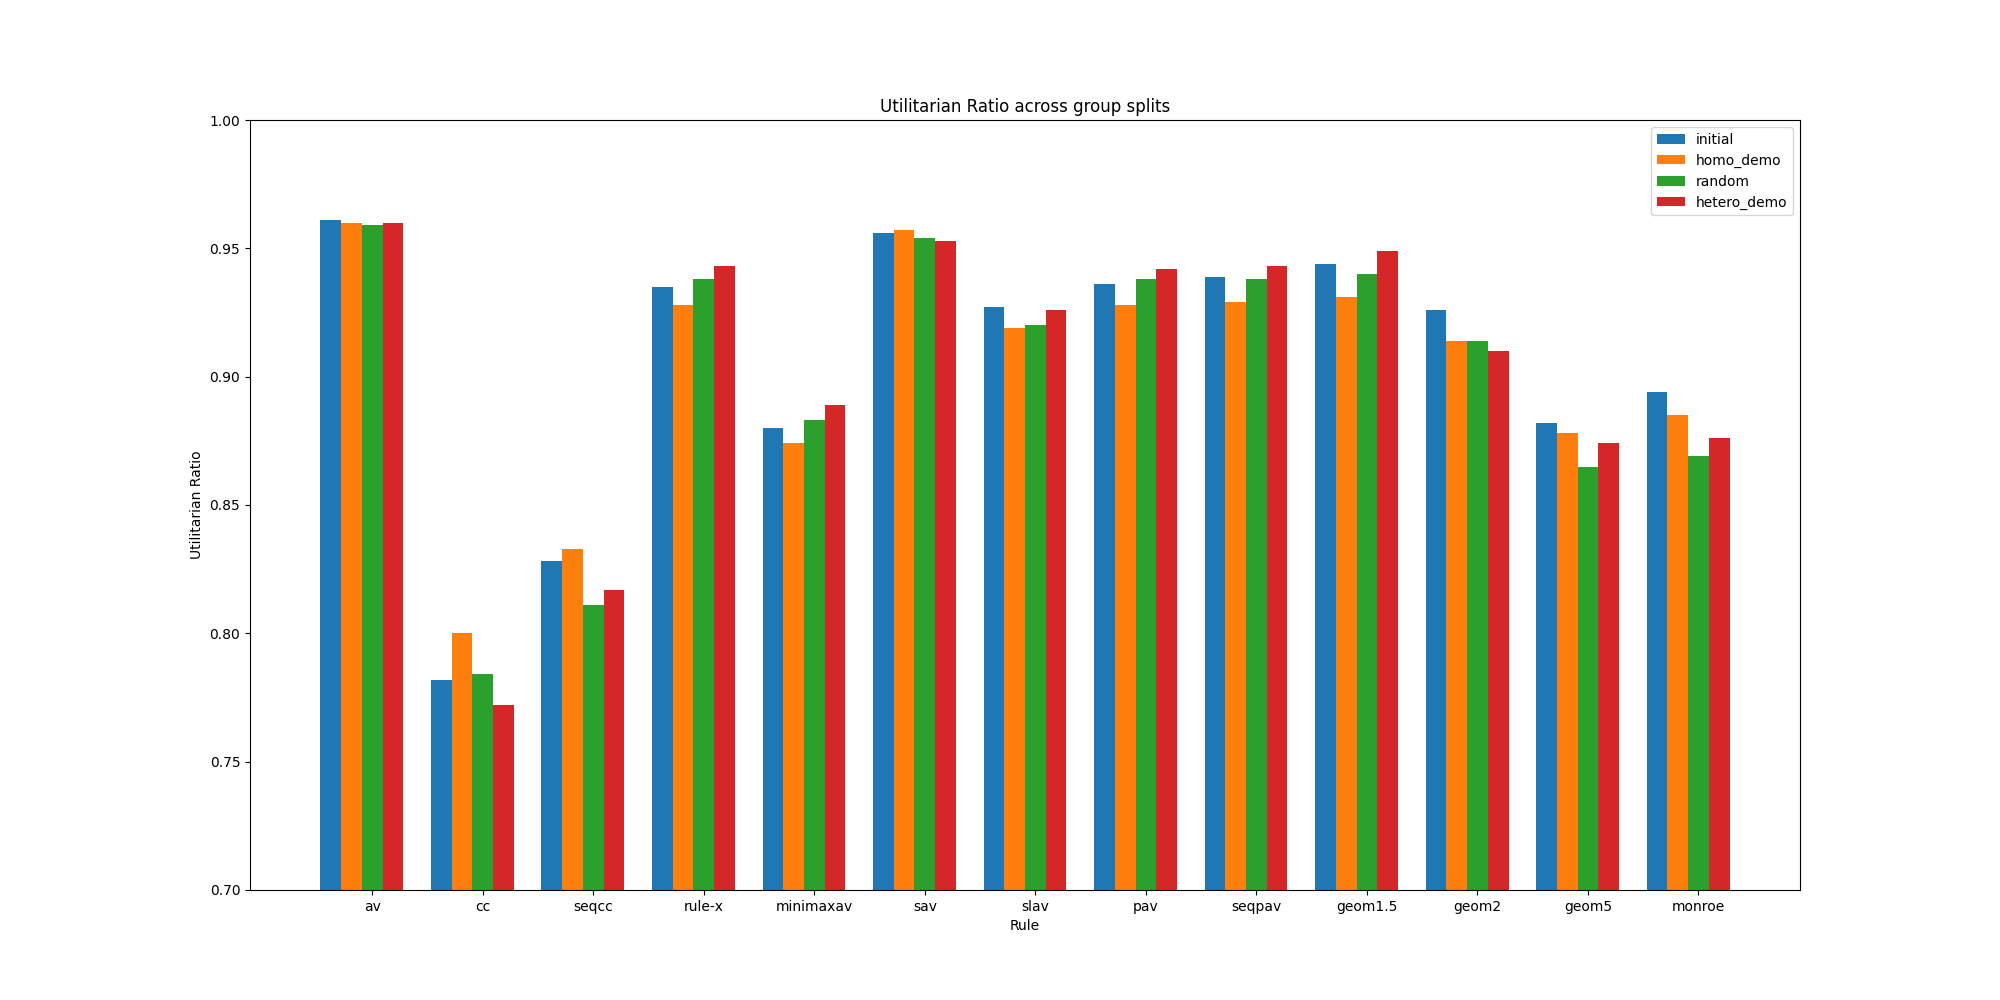 Utilitarian Ratio across group splits
1.00
0.95
0.90
0.85
0.80
0.75
0.70
Utilitarian Ratio
initial
homo_demo
random
hetero_demo
av cc seqcc rule-x minimaxav sav slav pav seqpav geom1.5 geom2 geom5 monroe
Rule